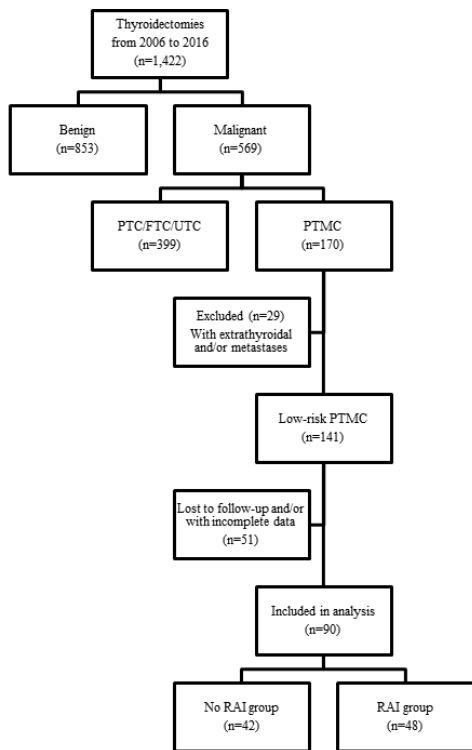 Thyroidectomies
from 2006 to 2016
(n=1,422)
Benign
(n=853)
Malignant
(n=569)
PTC/FTC/UTC
(n=399)
PTMC
(n=170)
Excluded (n=29)
With extrathyroidal
and/or metastases
Low-risk PTMC
(n=141)
Lost to follow-up and/or
with incomplete data
(n=51)
Included in analysis
(n=90)
No RAI group
(n=42)
RAI group
(n=48)